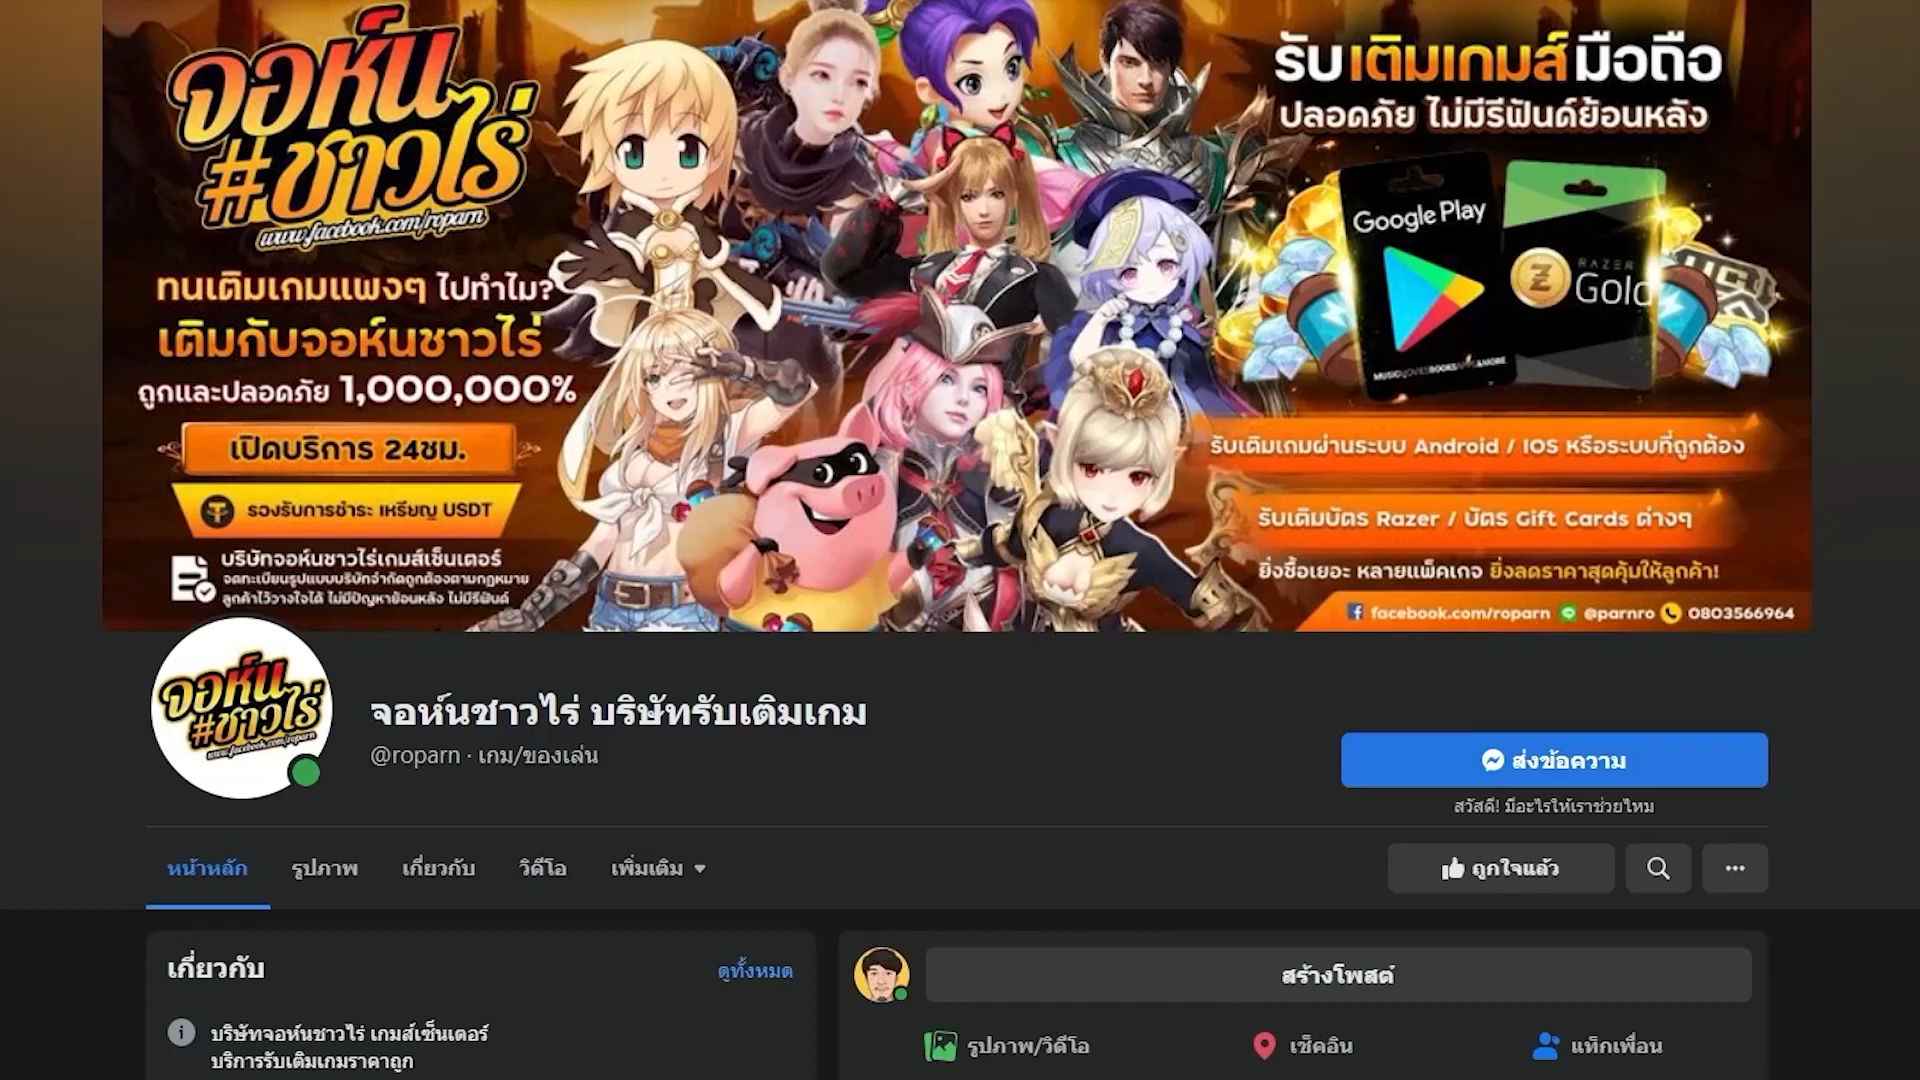 จอห์น
#ชาวไร่
www.facebook.com/roparn
ทนเติมเกมแพงๆ ไปทำไม?
เติมกับจอห์นชาวไร่
ถูกและปลอดภัย 1,000,000%
เปิดบริการ 24ชม.
รองรับการชำระ เหรียญ USDT
บริษัทจอห์นชาวไร่เกมส์เซ็นเตอร์
จดทะเบียนรูปแบบบริษัทจำกัดถูกต้องตามกฎหมาย
ลูกค้าไว้วางใจได้ ไม่มีปัญหาย้อนหลัง ไม่มีรีฟันด์
รับเติมเกมส์มือถือ
ปลอดภัย ไม่มีรีฟันด์ย้อนหลัง
Google Play
RAZER
Gold
รับเติมเกมผ่านระบบ Android / IOS หรือระบบที่ถูกต้อง
รับเติมบัตร Razer / บัตร Gift Cards ต่างๆ
ยิ่งซื้อเยอะ หลายแพ็คเกจ ยิ่งลดราคาสุดคุ้มให้ลูกค้า!
facebook.com/roparn @parnro 0803566964
จอห์น
#ชาวไร่
www.facebook.com/roparn
จอห์นชาวไร่ บริษัทรับเติมเกม
@roparn · เกม/ของเล่น
ส่งข้อความ
สวัสดี! มีอะไรให้เราช่วยไหม
หน้าหลัก รูปภาพ เกี่ยวกับ วิดีโอ เพิ่มเติม
ถูกใจแล้ว
เกี่ยวกับ
ดูทั้งหมด
บริษัทจอห์นชาวไร่ เกมส์เซ็นเตอร์
บริการรับเติมเกมราคาถูก
สร้างโพสต์
รูปภาพ/วิดีโอ เช็คอิน แท็กเพื่อน